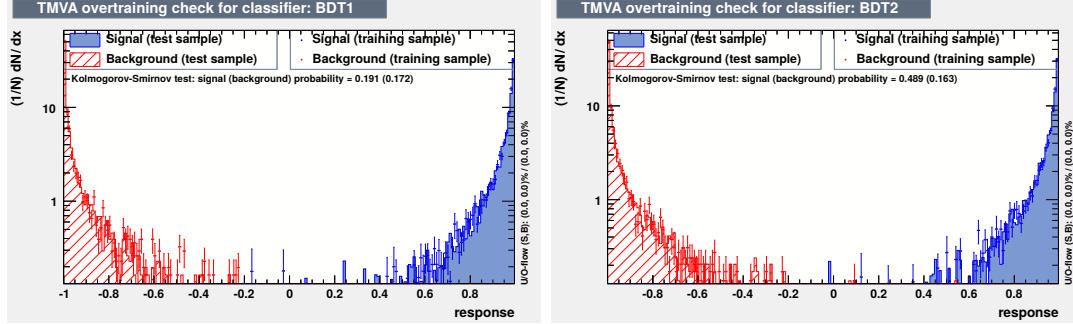 TMVA overtraining check for classifier: BDT1
(1/N) dN / dx
Signal (test sample)
Signal (training sample)
Background (test sample)
Background (training sample)
Kolmogorov-Smirnov test: signal (background) probability = 0.191 (0.172)
10
1
-1 -0.8 -0.6 -0.4 -0.2 0 0.2 0.4 0.6 0.8
response
U/O-flow (S,B): (0.0, 0.0)% / (0.0, 0.0)%
TMVA overtraining check for classifier: BDT2
(1/N) dN / dx
Signal (test sample)
Signal (training sample)
Background (test sample)
Background (training sample)
Kolmogorov-Smirnov test: signal (background) probability = 0.489 (0.163)
10
1
-0.8 -0.6 -0.4 -0.2 0 0.2 0.4 0.6 0.8
response
U/O-flow (S,B): (0.0, 0.0)% / (0.0, 0.0)%